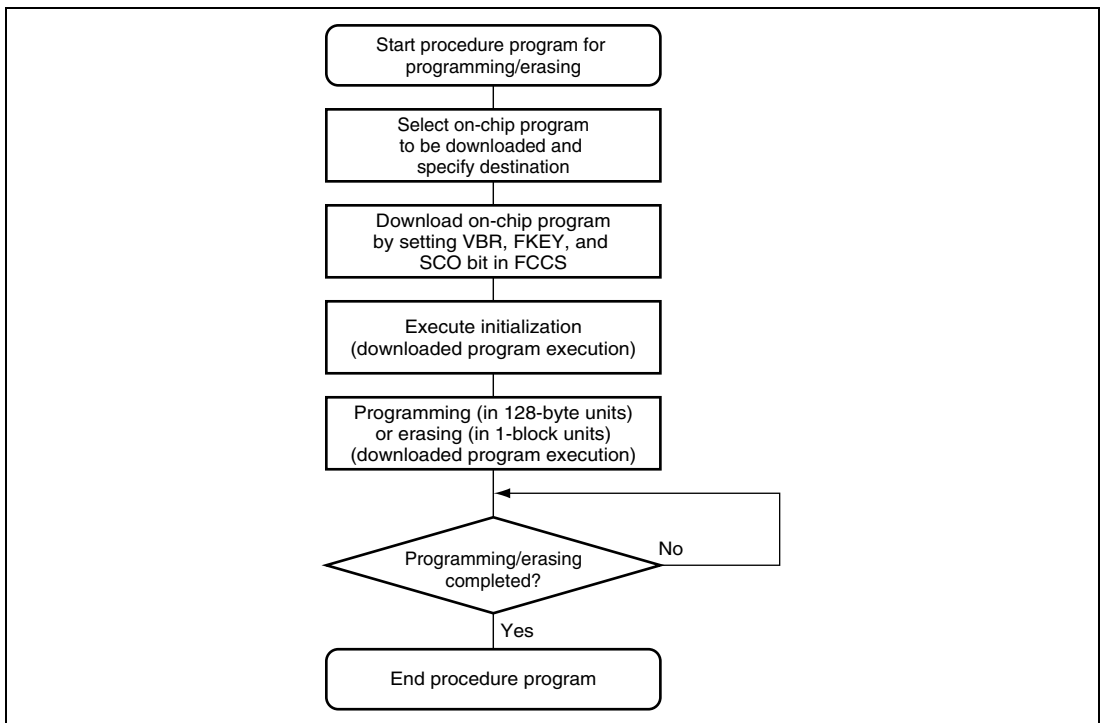 Start procedure program for
programming/erasing
Select on-chip program
to be downloaded and
specify destination
Download on-chip program
by setting VBR, FKEY, and
SCO bit in FCCS
Execute initialization
(downloaded program execution)
Programming (in 128-byte units)
or erasing (in 1-block units)
(downloaded program execution)
Programming/erasing
completed?
No
Yes
End procedure program